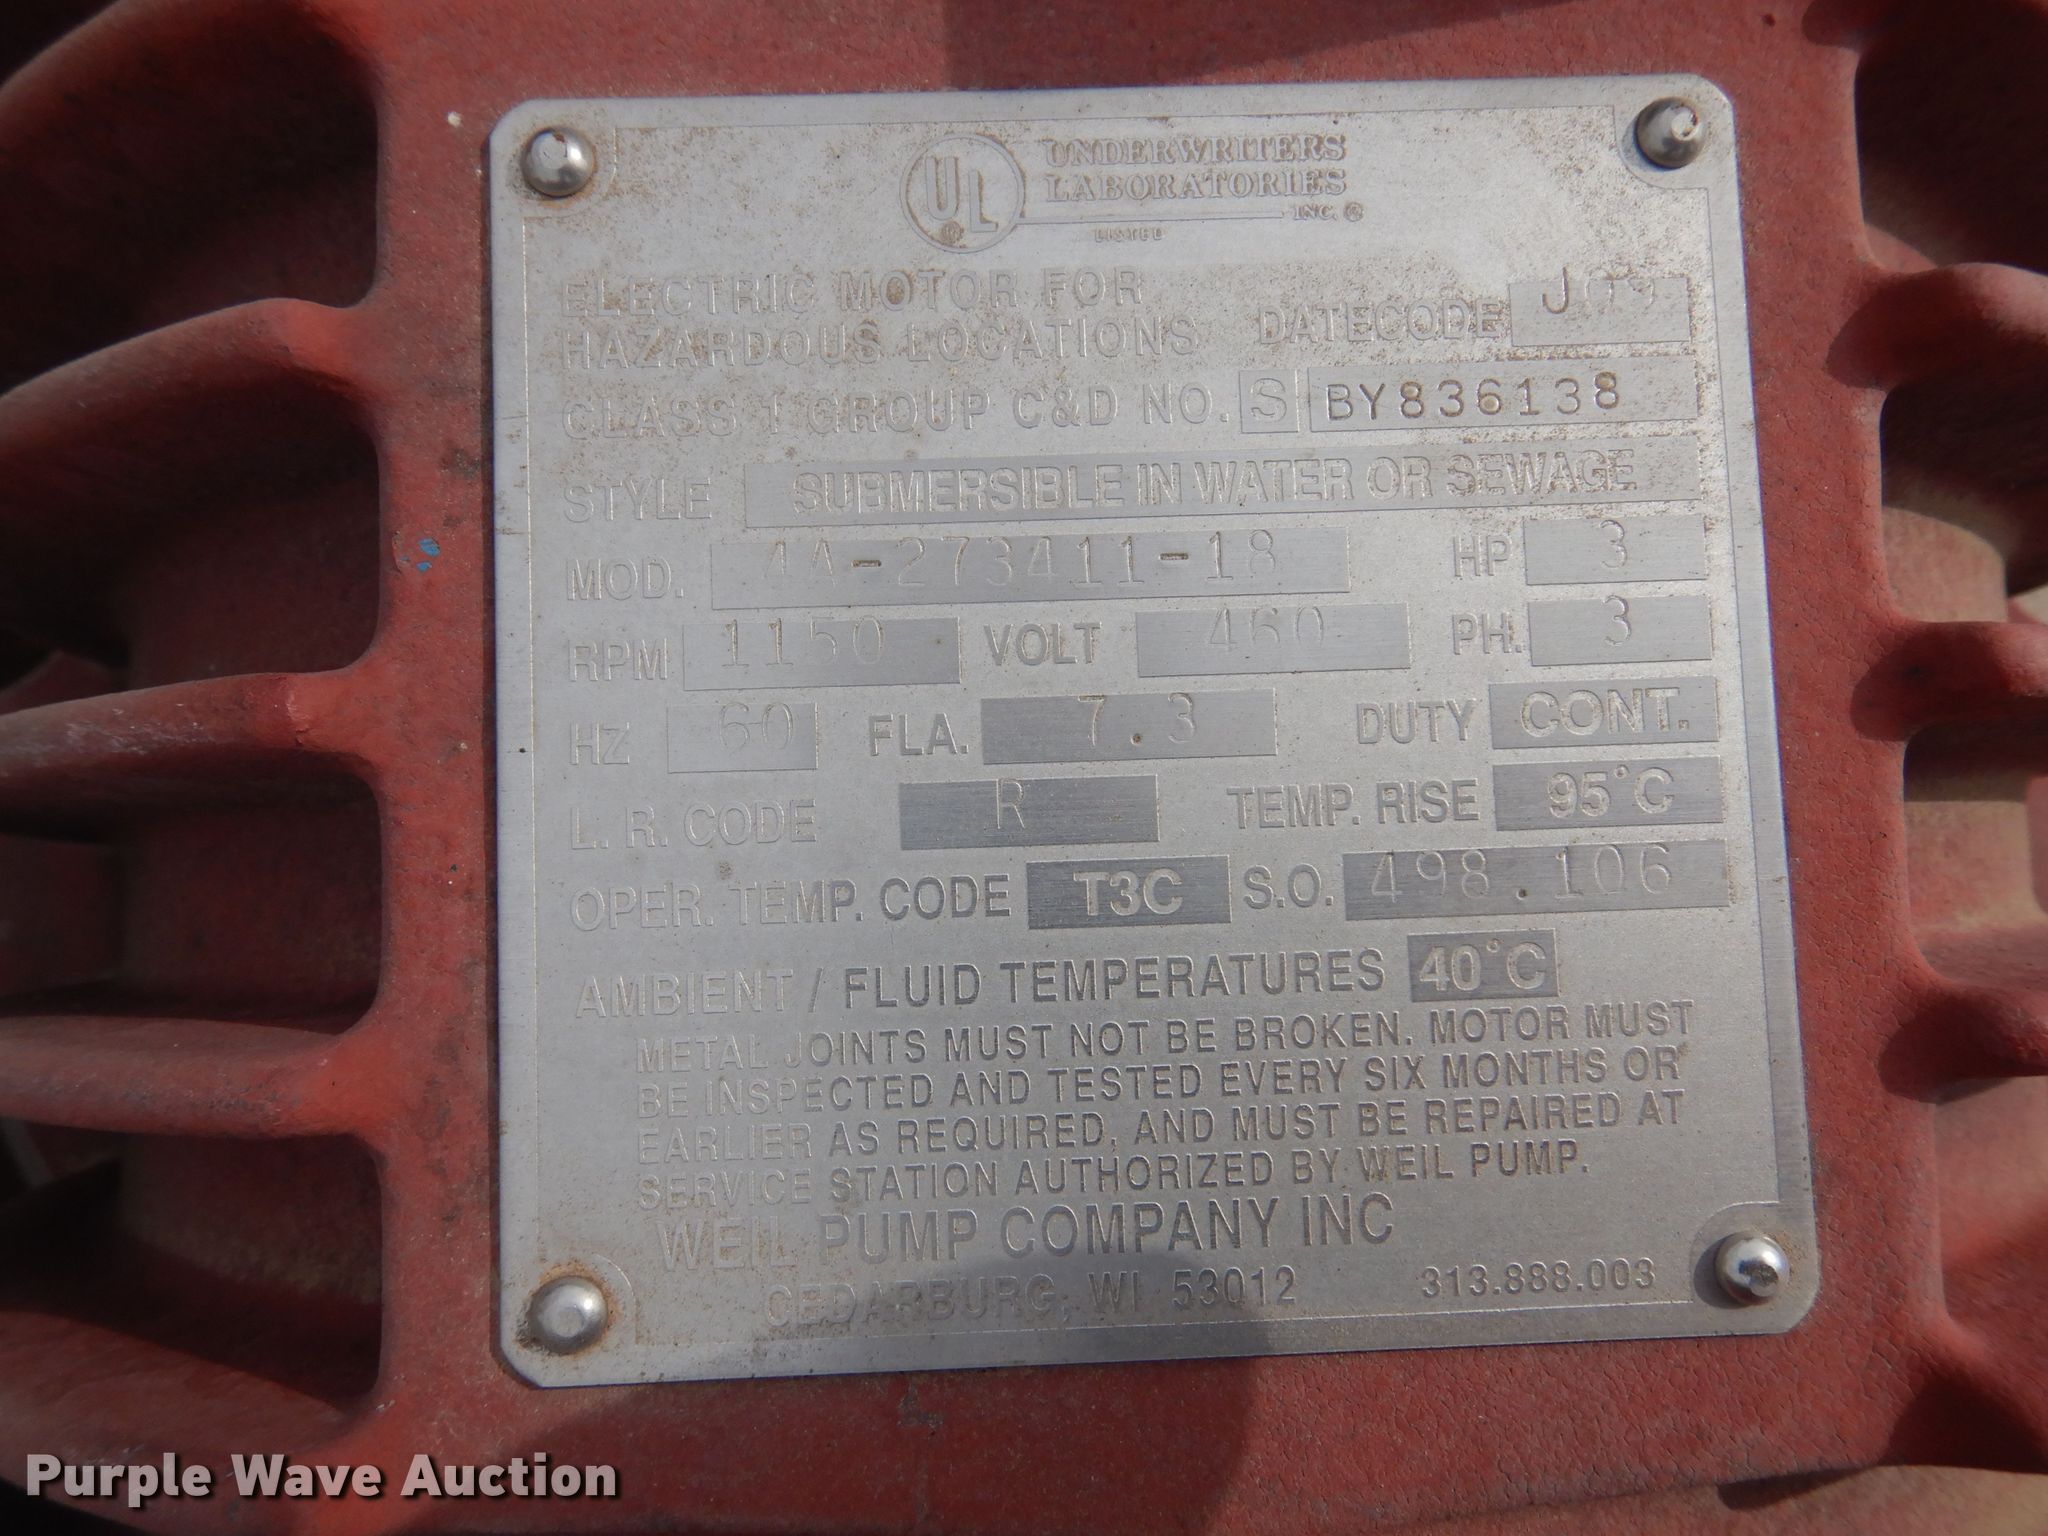 UL
UNDERWRITERS
LABORATORIES
INC.®
LISTED
ELECTRIC MOTOR FOR
HAZARDOUS LOCATIONS DATECODE
CLASS 1 GROUP C&D NO. S BY836138
STYLE SUBMERSIBLE IN WATER OR SEWAGE
MOD. 4A-273411-18 HP 3
RPM 1150 VOLT 460 PH. 3
HZ 60 FLA. 7.3 DUTY CONT.
L. R. CODE R TEMP. RISE 95°C
OPER. TEMP. CODE T3C S.O. 498.106
AMBIENT / FLUID TEMPERATURES 40°C
METAL JOINTS MUST NOT BE BROKEN. MOTOR MUST
BE INSPECTED AND TESTED EVERY SIX MONTHS OR
EARLIER AS REQUIRED, AND MUST BE REPAIRED AT
SERVICE STATION AUTHORIZED BY WEIL PUMP.
WEIL PUMP COMPANY INC
CEDARBURG, WI 53012 313.888.003
Purple Wave Auction